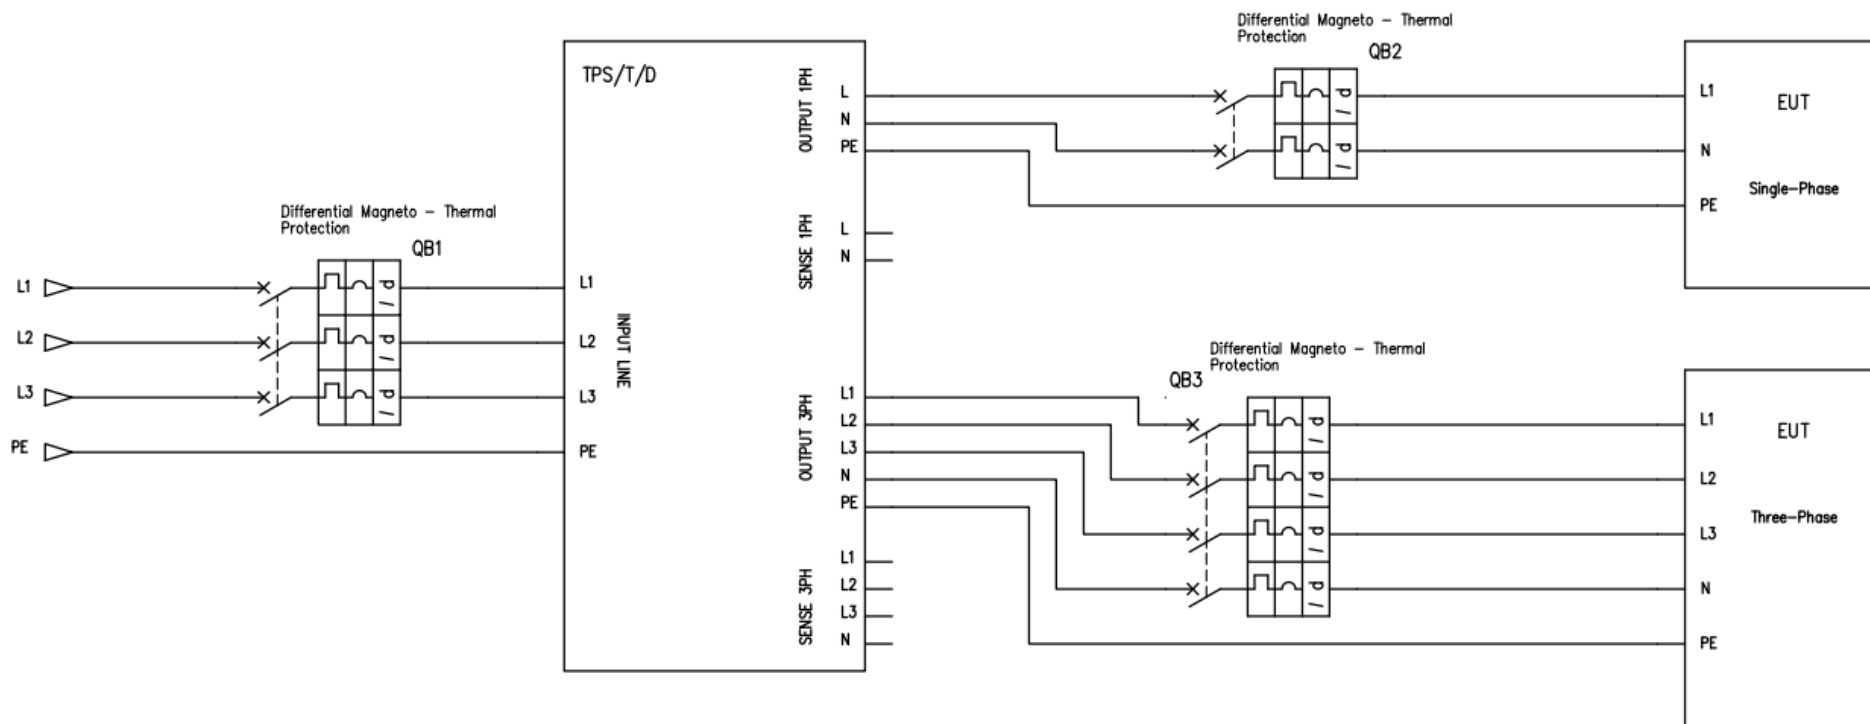 Differential Magneto - Thermal
Protection
QB1
L1
L2
L3
PE
P I
P I
P I
TPS/T/D
L1
L2
L3
PE
INPUT LINE
OUTPUT 1PH
L
N
PE
SENSE 1PH
L
N
OUTPUT 3PH
L1
L2
L3
N
PE
SENSE 3PH
L1
L2
L3
N
Differential Magneto - Thermal
Protection
QB2
P I
P I
L1
N
PE
EUT
Single-Phase
Differential Magneto - Thermal
Protection
QB3
P I
P I
P I
P I
L1
L2
L3
N
PE
EUT
Three-Phase